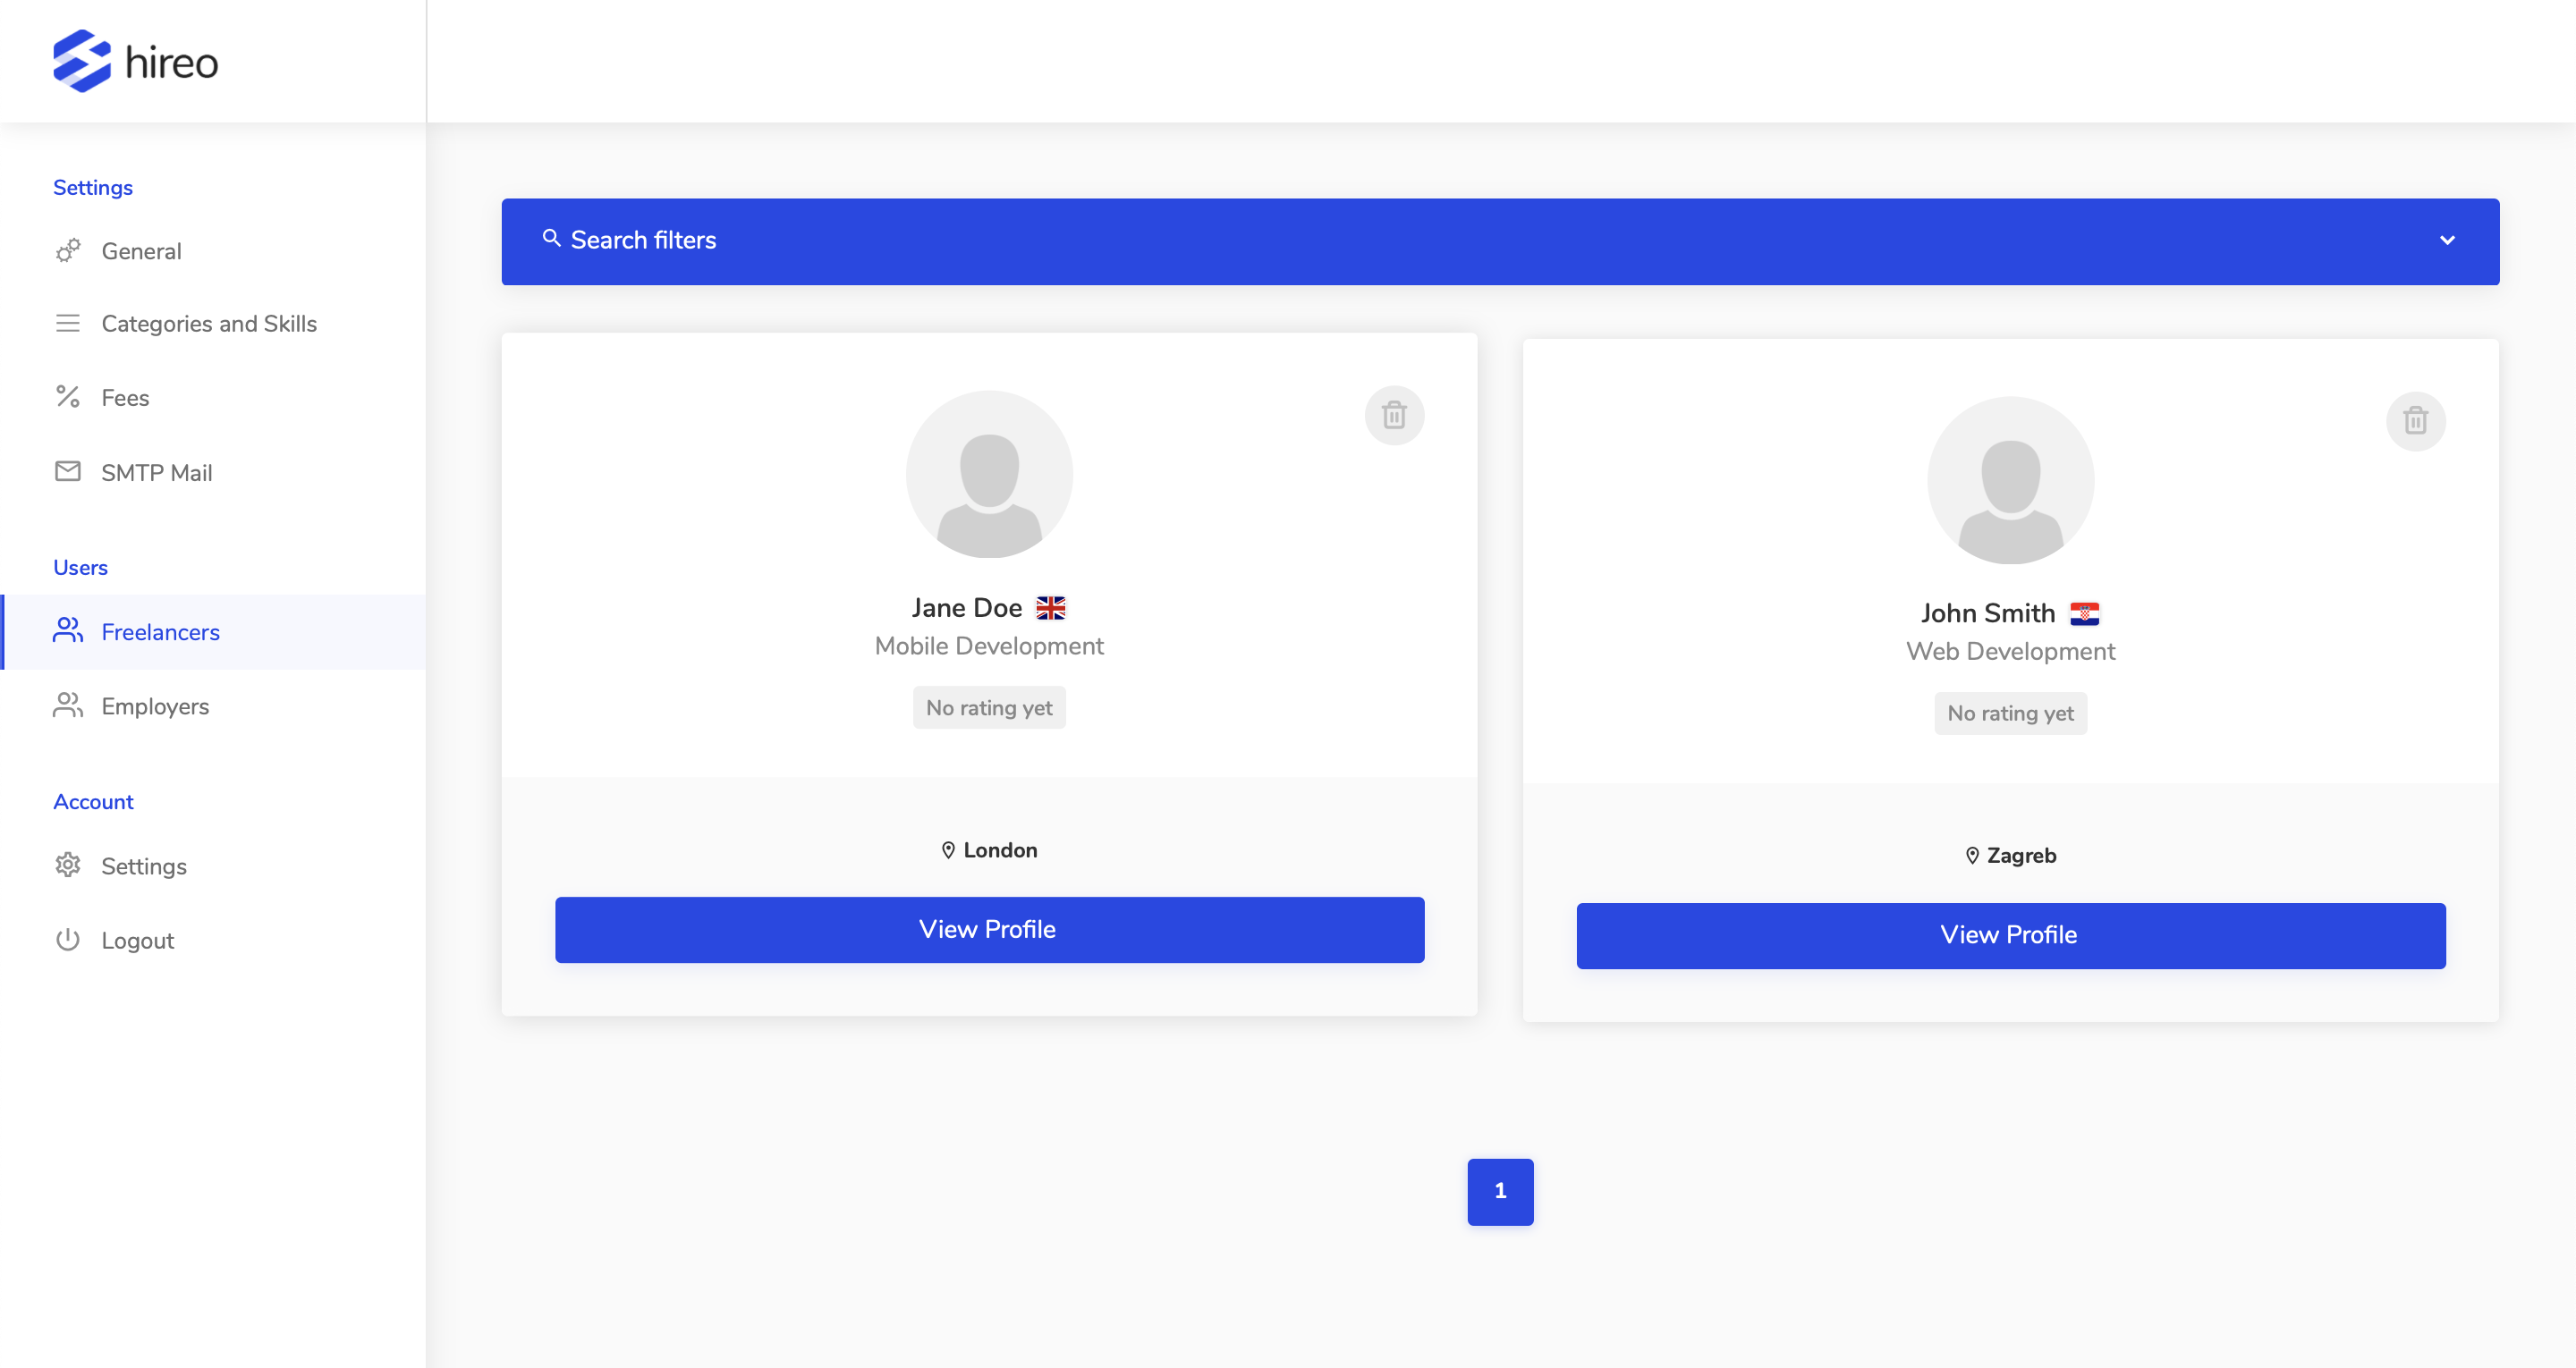 hireo
Settings
General
Categories and Skills
Fees
SMTP Mail
Users
Freelancers
Employers
Account
Settings
Logout
Search filters
Jane Doe
Mobile Development
No rating yet
London
View Profile
John Smith
Web Development
No rating yet
Zagreb
View Profile
1